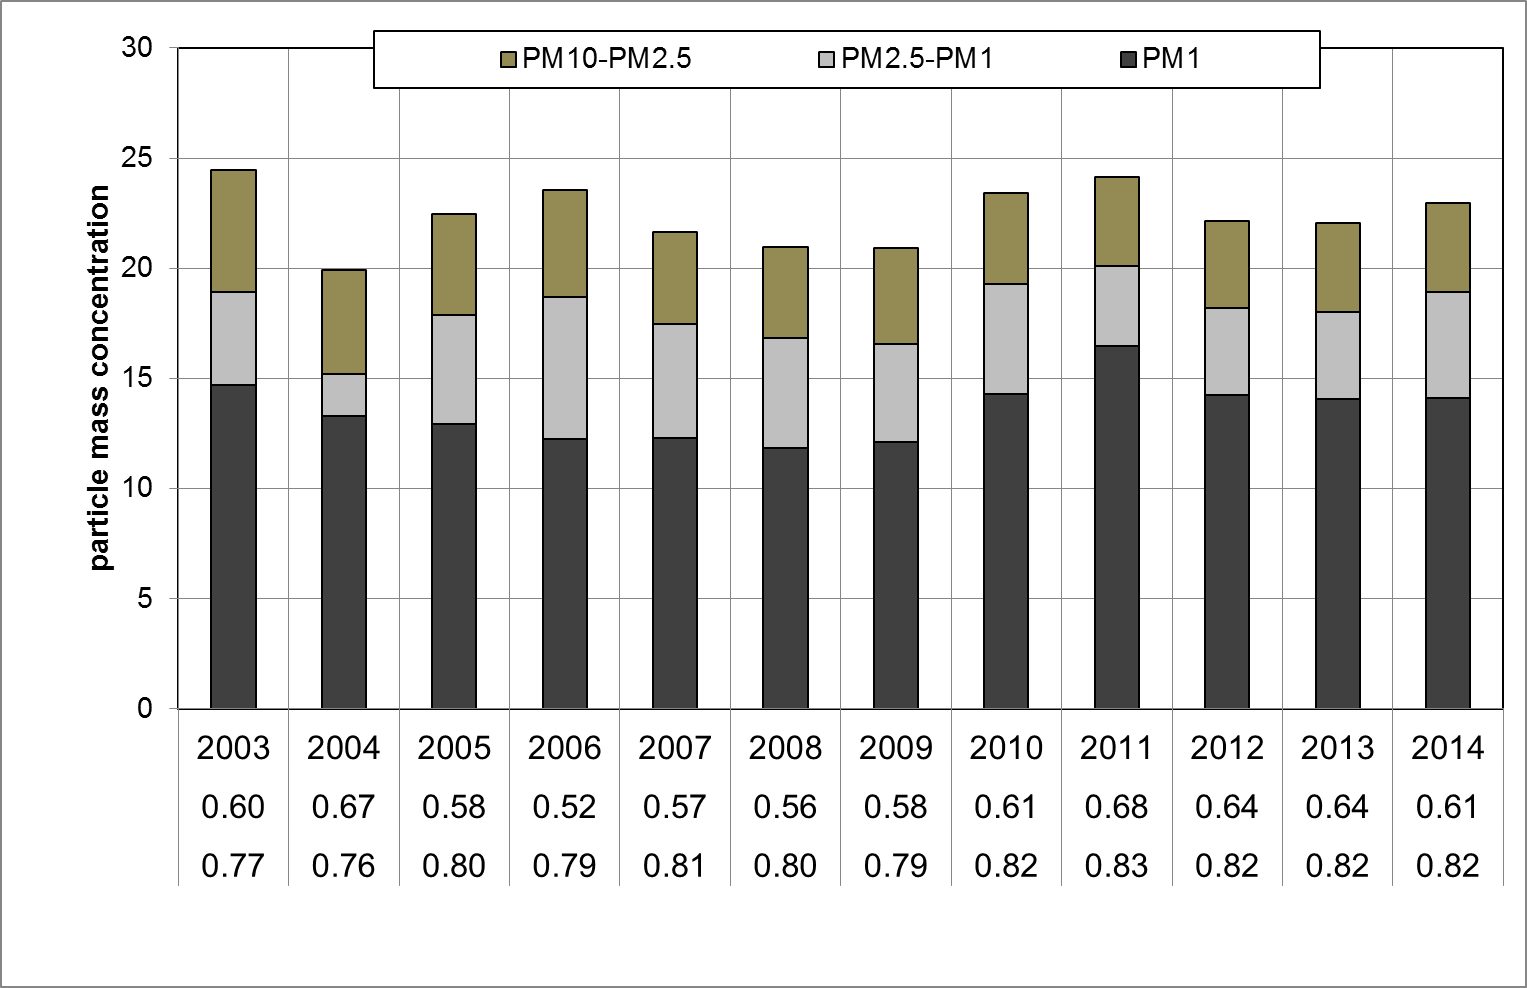 PM10-PM2.5 PM2.5-PM1 PM1
30
25
20
15
10
5
0
particle mass concentration
2003 2004 2005 2006 2007 2008 2009 2010 2011 2012 2013 2014
0.60 0.67 0.58 0.52 0.57 0.56 0.58 0.61 0.68 0.64 0.64 0.61
0.77 0.76 0.80 0.79 0.81 0.80 0.79 0.82 0.83 0.82 0.82 0.82